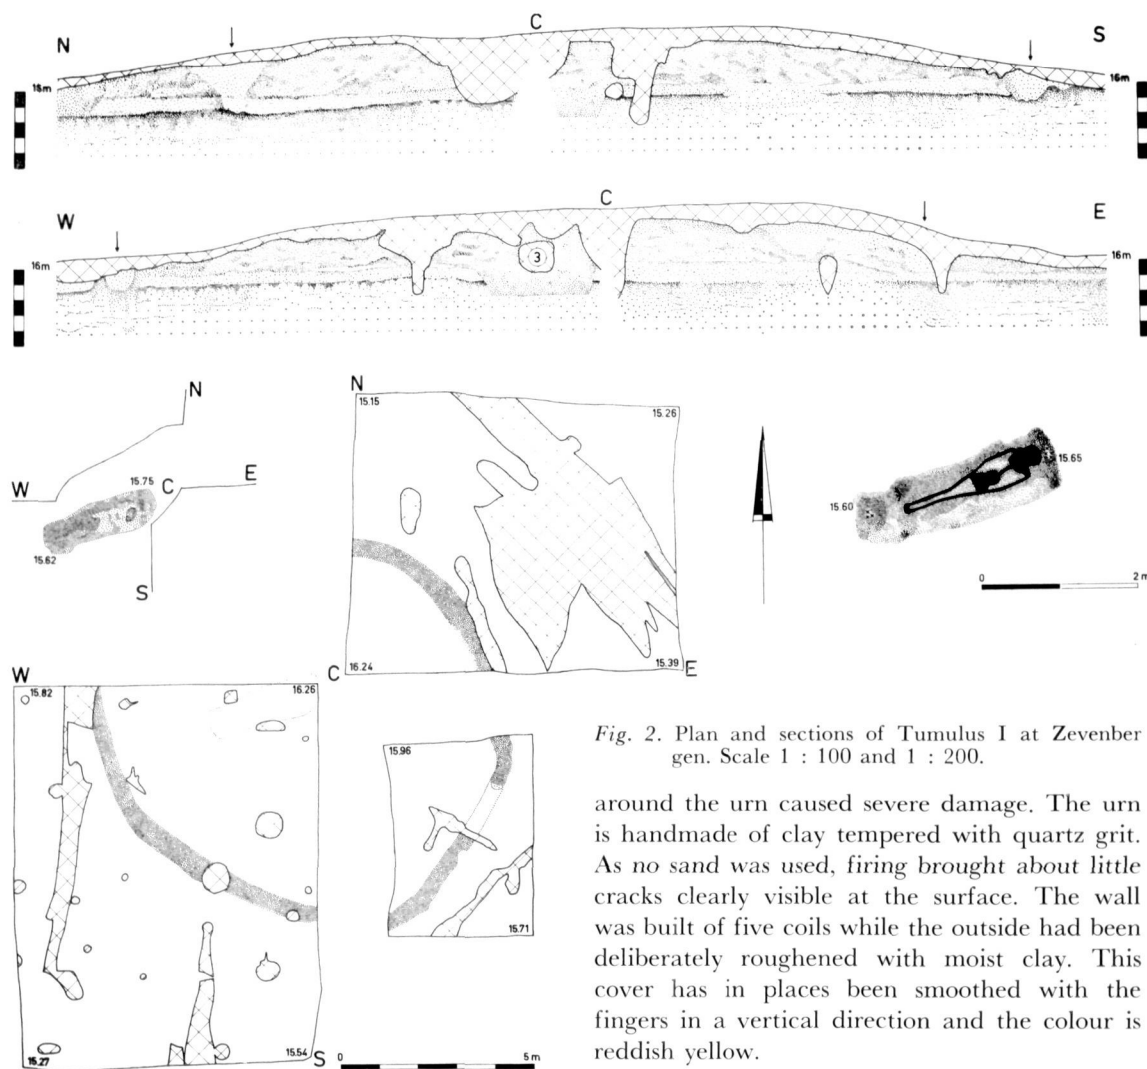 N
C
S
16m
16m
W
C
E
16m
3
16m
N
W
15.75
C
E
15.62
S
N
15.15
15.26
C
16.24
15.39
E
15.65
15.60
0
2 m
W
15.82
16.26
15.27
15.54
S
15.96
15.71
0
5 m
Fig. 2. Plan and sections of Tumulus I at Zevenber
gen. Scale 1 : 100 and 1 : 200.
around the urn caused severe damage. The urn
is handmade of clay tempered with quartz grit.
As no sand was used, firing brought about little
cracks clearly visible at the surface. The wall
was built of five coils while the outside had been
deliberately roughened with moist clay. This
cover has in places been smoothed with the
fingers in a vertical direction and the colour is
reddish yellow.